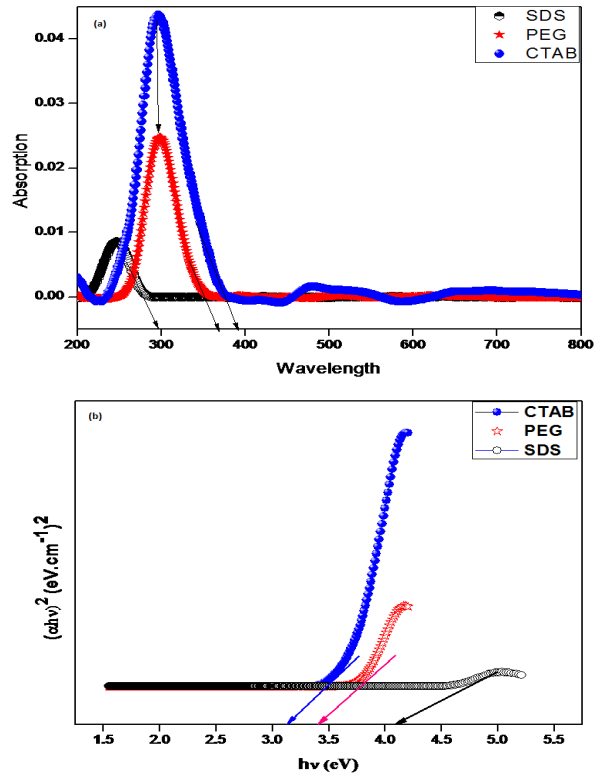 (a)
SDS
PEG
CTAB
0.04
0.03
0.02
0.01
0.00
Absorption
200 300 400 500 600 700 800
Wavelength
(b)
CTAB
PEG
SDS
(αhυ)2 (eV.cm-1)2
1.5 2.0 2.5 3.0 3.5 4.0 4.5 5.0 5.5
hν (eV)